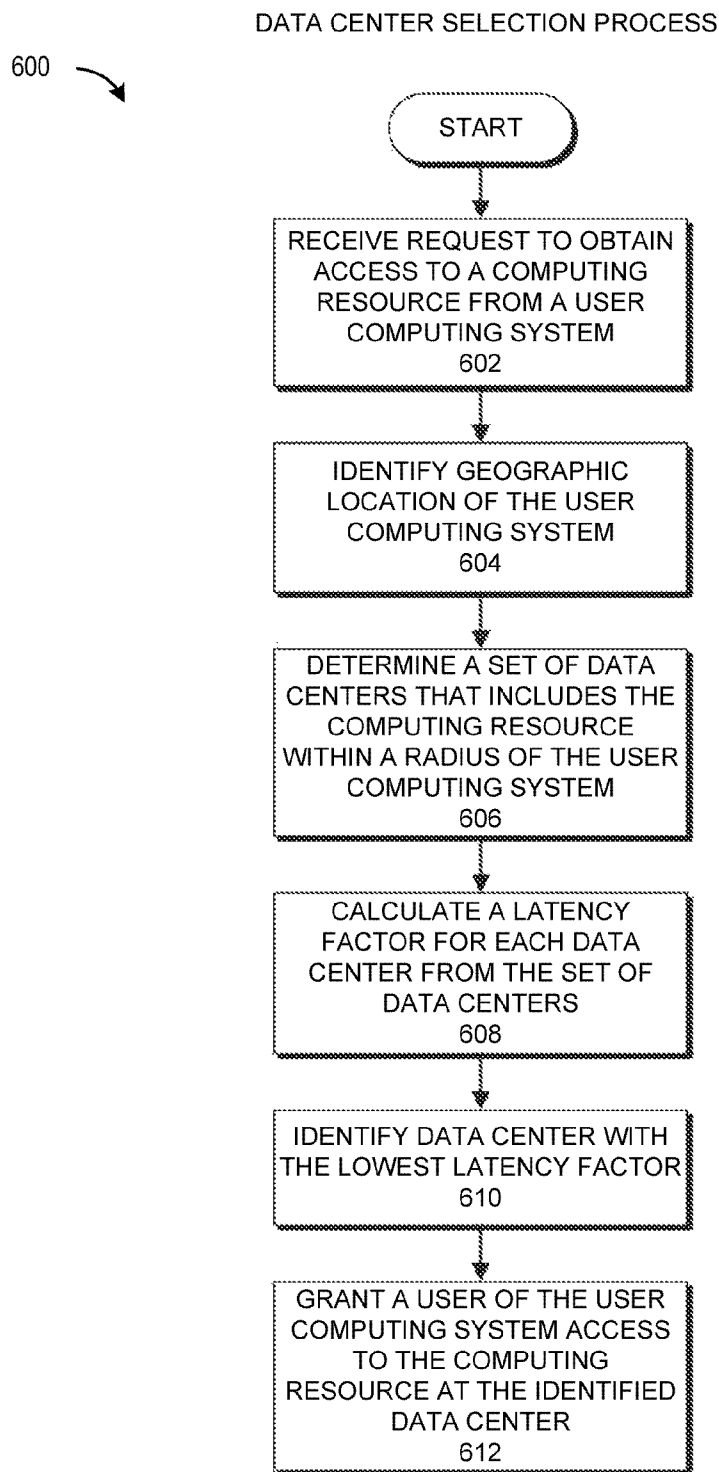 DATA CENTER SELECTION PROCESS
600
START
RECEIVE REQUEST TO OBTAIN
ACCESS TO A COMPUTING
RESOURCE FROM A USER
COMPUTING SYSTEM
602
IDENTIFY GEOGRAPHIC
LOCATION OF THE USER
COMPUTING SYSTEM
604
DETERMINE A SET OF DATA
CENTERS THAT INCLUDES THE
COMPUTING RESOURCE
WITHIN A RADIUS OF THE USER
COMPUTING SYSTEM
606
CALCULATE A LATENCY
FACTOR FOR EACH DATA
CENTER FROM THE SET OF
DATA CENTERS
608
IDENTIFY DATA CENTER WITH
THE LOWEST LATENCY FACTOR
610
GRANT A USER OF THE USER
COMPUTING SYSTEM ACCESS
TO THE COMPUTING
RESOURCE AT THE IDENTIFIED
DATA CENTER
612